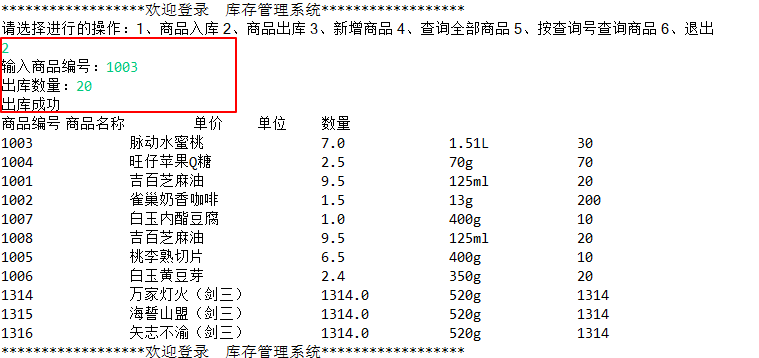 ******************欢迎登录  库存管理系统******************
请选择进行的操作：1、商品入库 2、商品出库 3、新增商品 4、查询全部商品 5、按查询号查询商品 6、退出
2
输入商品编号：1003
出库数量：20
出库成功
商品编号 商品名称 单价 单位 数量
1003 脉动水蜜桃 7.0 1.51L 30
1004 旺仔苹果Q糖 2.5 70g 70
1001 吉百芝麻油 9.5 125ml 20
1002 雀巢奶香咖啡 1.5 13g 200
1007 白玉内酯豆腐 1.0 400g 10
1008 吉百芝麻油 9.5 125ml 20
1005 桃李熟切片 6.5 400g 10
1006 白玉黄豆芽 2.4 350g 20
1314 万家灯火（剑三） 1314.0 520g 1314
1315 海誓山盟（剑三） 1314.0 520g 1314
1316 矢志不渝（剑三） 1314.0 520g 1314
******************欢迎登录  库存管理系统******************